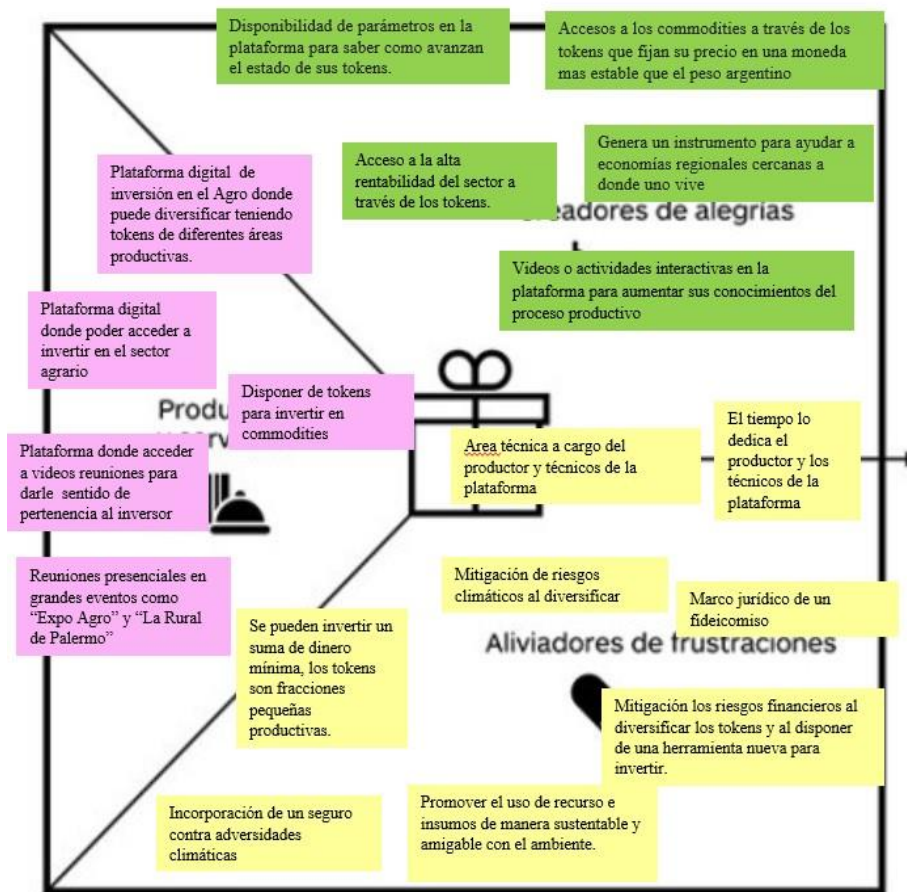 Disponibilidad de parámetros en la
plataforma para saber como avanzan
el estado de sus tokens.
Accesos a los commodities a través de los
tokens que fijan su precio en una moneda
mas estable que el peso argentino
Plataforma digital de
inversión en el Agro donde
puede diversificar teniendo
tokens de diferentes áreas
productivas.
Acceso a la alta
rentabilidad del sector a
través de los tokens.
Genera un instrumento para ayudar a
economías regionales cercanas a
donde uno vive
eadores de alegrías
Videos o actividades interactivas en la
plataforma para aumentar sus conocimientos del
proceso productivo
Plataforma digital
donde poder acceder a
invertir en el sector
agrario
Produ
Disponer de tokens
para invertir en
commodities
Plataforma donde acceder
a videos reuniones para
darle sentido de
pertenencia al inversor
Area técnica a cargo del
productor y técnicos de la
plataforma
El tiempo lo
dedica el
productor y los
técnicos de la
plataforma
Reuniones presenciales en
grandes eventos como
“Expo Agro” y “La Rural
de Palermo”
Mitigación de riesgos
climáticos al diversificar
Marco jurídico de un
fideicomiso
Se pueden invertir un
suma de dinero
mínima, los tokens
son fracciones
pequeñas
productivas.
Aliviadores de frustraciones
Mitigación los riesgos financieros al
diversificar los tokens y al disponer
de una herramienta nueva para
invertir.
Incorporación de un seguro
contra adversidades
climáticas
Promover el uso de recurso e
insumos de manera sustentable y
amigable con el ambiente.